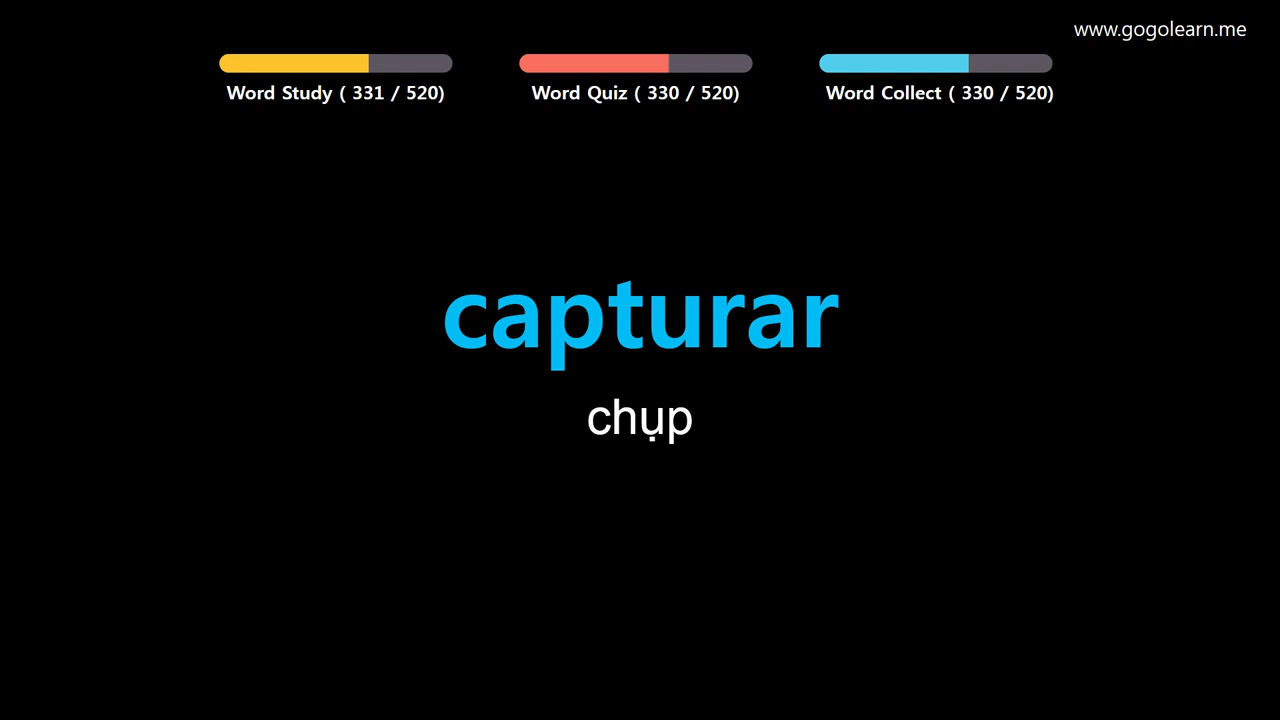 www.gogolearn.me
Word Study ( 331 / 520)
Word Quiz ( 330 / 520)
Word Collect ( 330 / 520)
capturar
chụp